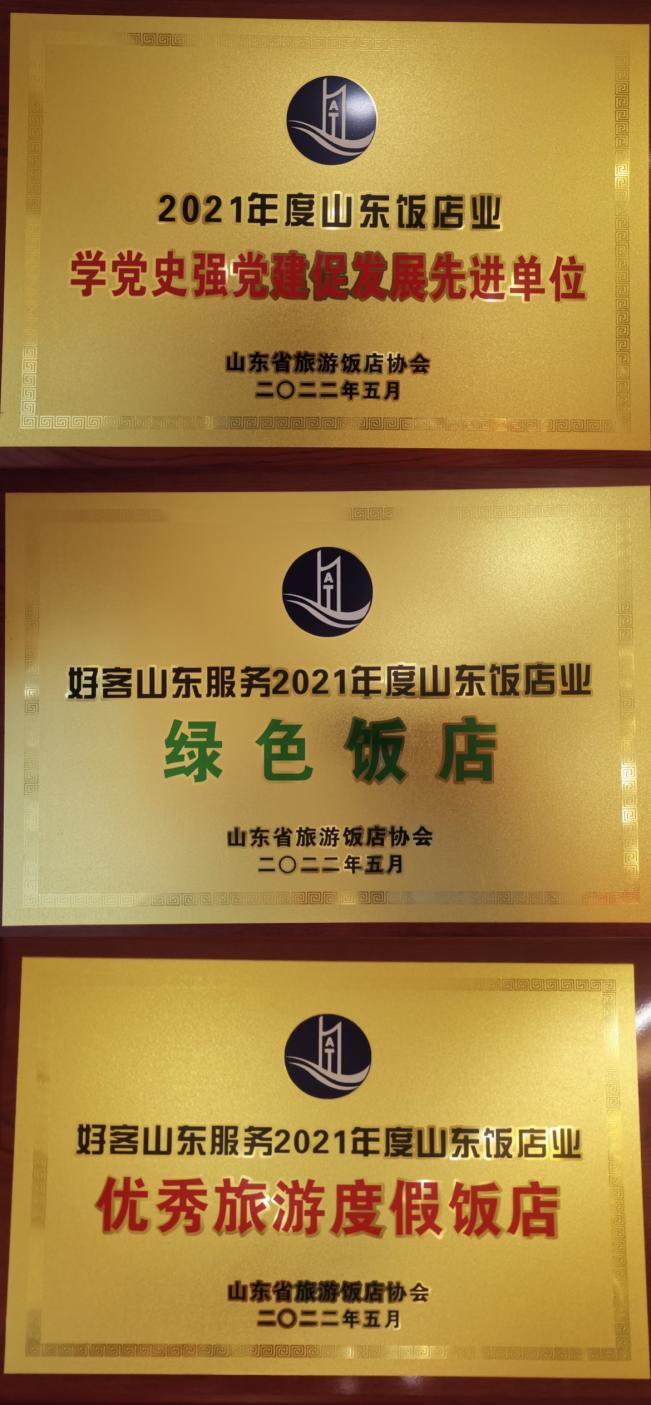 2021年度山东饭店业
学党史强党建促发展先进单位
山东省旅游饭店协会
二〇二二年五月
好客山东服务2021年度山东饭店业
绿色饭店
山东省旅游饭店协会
二〇二二年五月
好客山东服务2021年度山东饭店业
优秀旅游度假饭店
山东省旅游饭店协会
二〇二二年五月